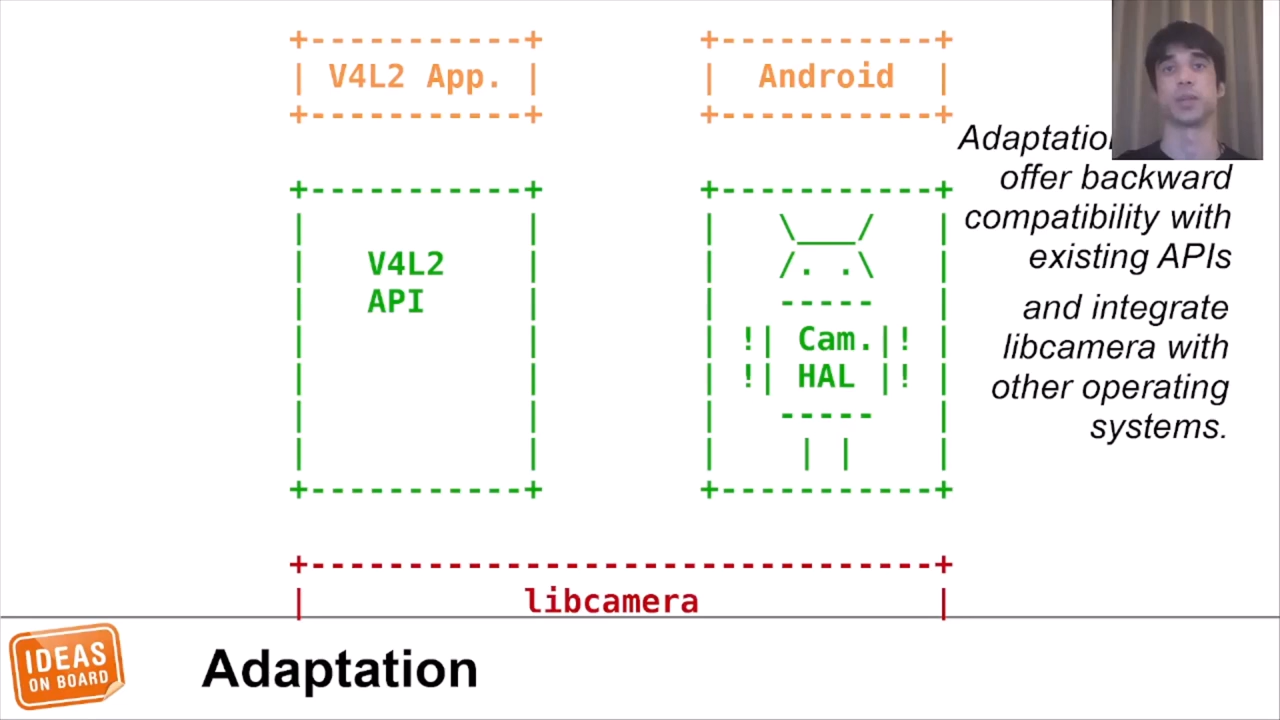 V4L2 App.
Android
V4L2
API
Cam.
HAL
libcamera
Adaptation
offer backward
compatibility with
existing APIs
and integrate
libcamera with
other operating
systems.
IDEAS
ON BOARD
Adaptation